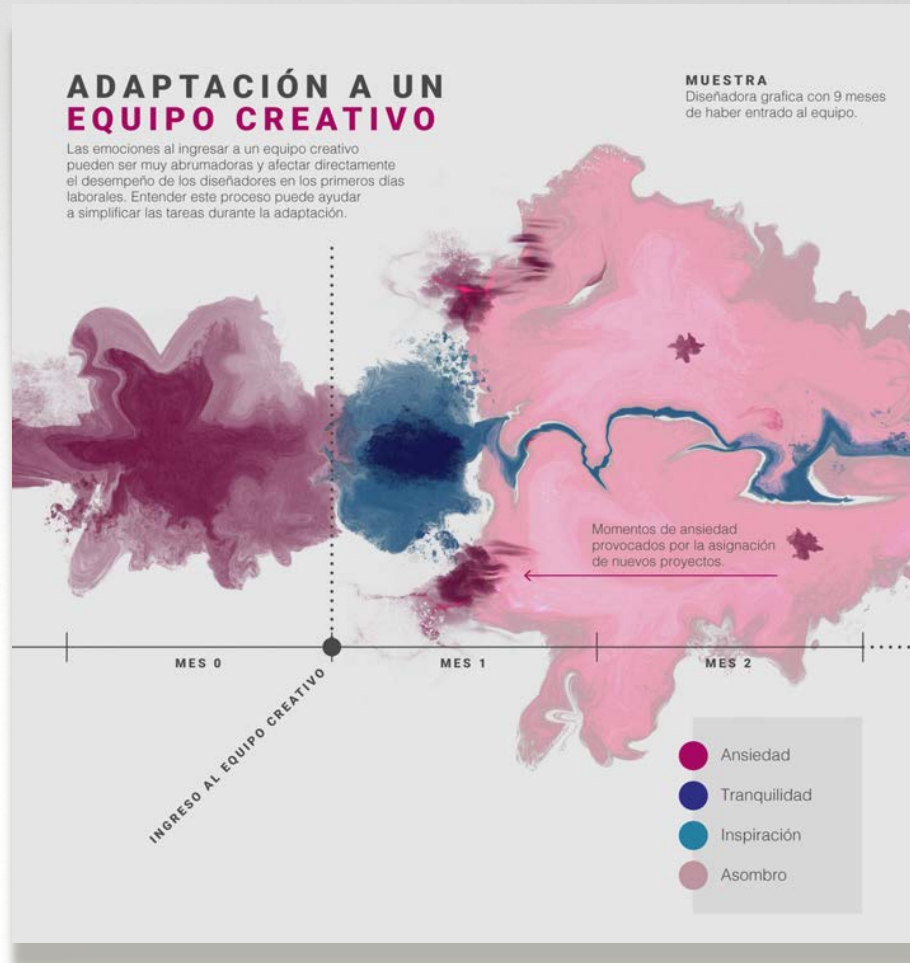 ADAPTACIÓN A UN
EQUIPO CREATIVO
Las emociones al ingresar a un equipo creativo
pueden ser muy abrumadoras y afectar directamente
el desempeño de los diseñadores en los primeros días
laborales. Entender este proceso puede ayudar
a simplificar las tareas durante la adaptación.
MUESTRA
Diseñadora grafica con 9 meses
de haber entrado al equipo.
Momentos de ansiedad
provocados por la asignación
de nuevos proyectos.
MES 0
MES 1
MES 2
INGRESO AL EQUIPO CREATIVO
Ansiedad
Tranquilidad
Inspiración
Asombro